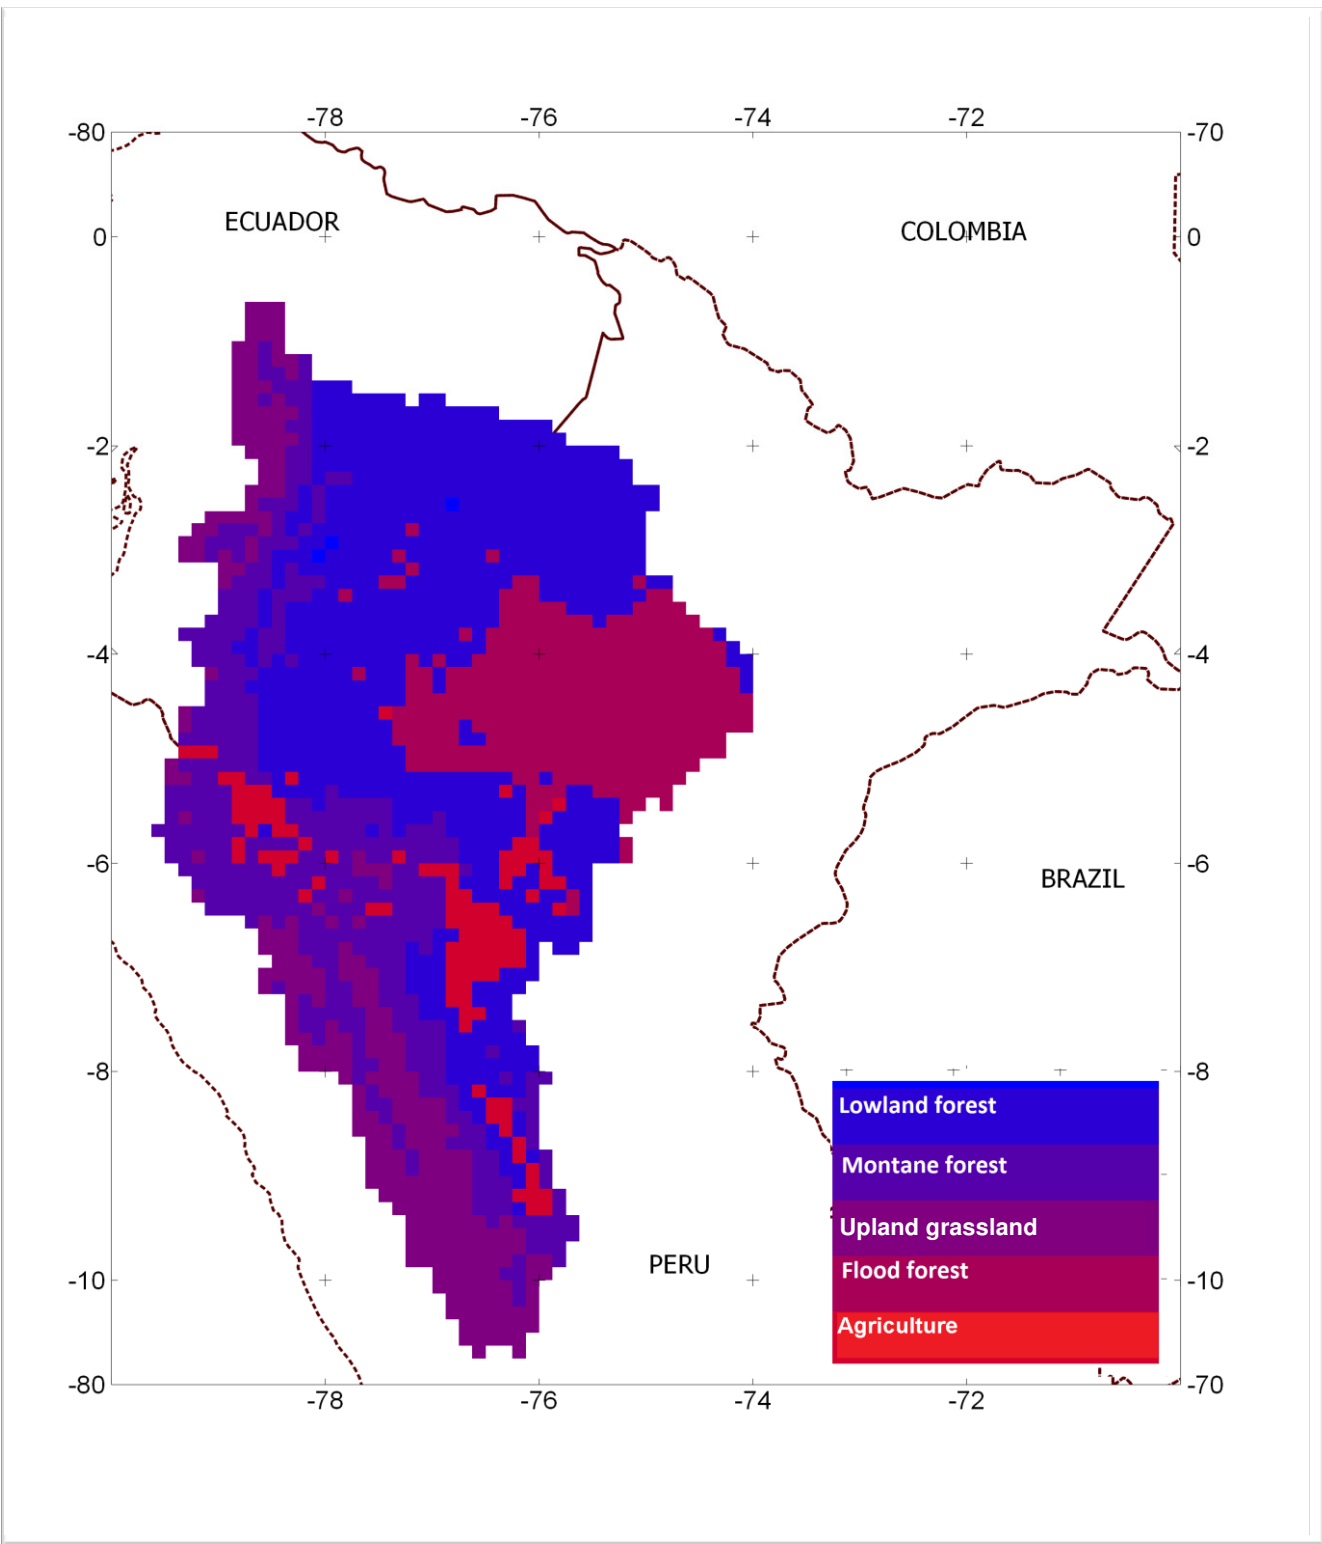 -78 -76 -74 -72
-80 -70
ECUADOR
COLOMBIA
0 0
-2 -2
-4 -4
-6 -6
BRAZIL
-8 -8
Lowland forest
Montane forest
Upland grassland
PERU
Flood forest
-10 -10
Agriculture
-80 -70
-78 -76 -74 -72